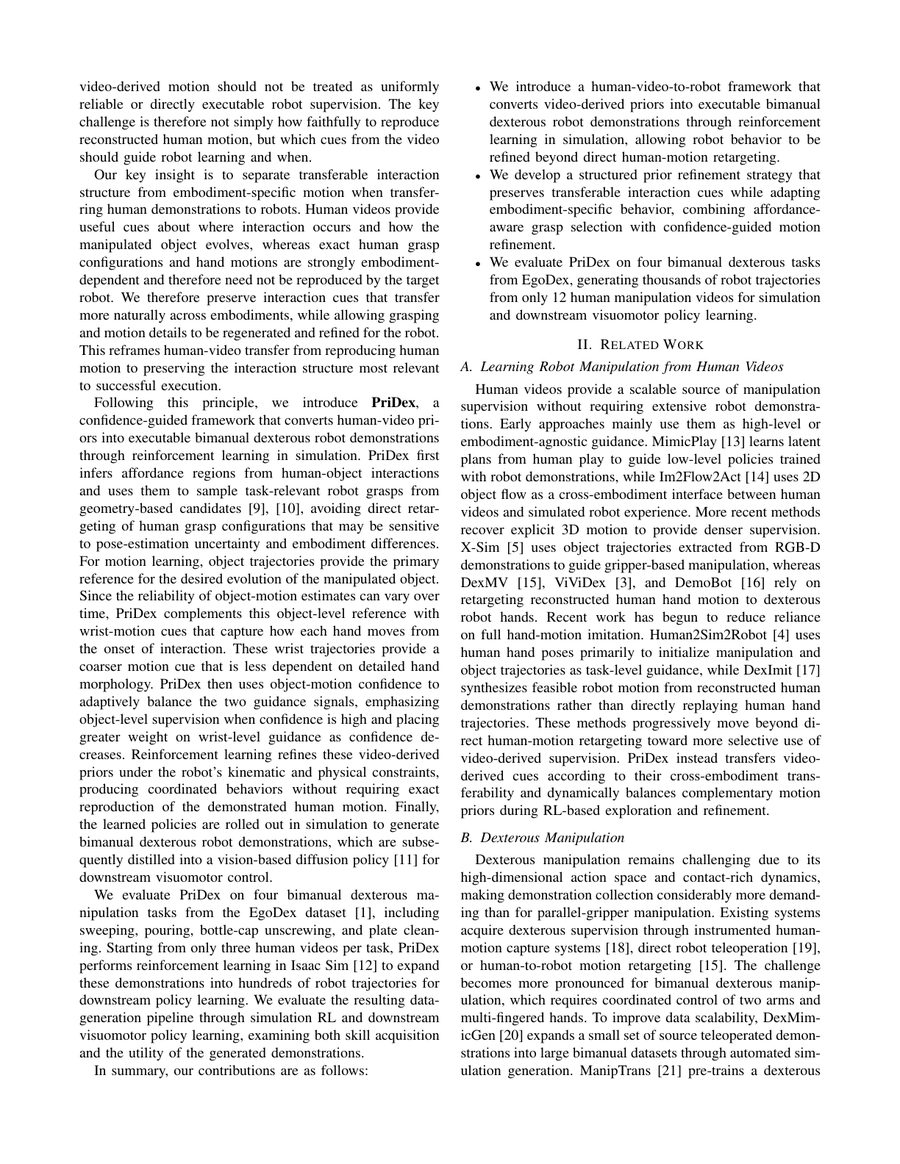 video-derived motion should not be treated as uniformly
reliable or directly executable robot supervision. The key
challenge is therefore not simply how faithfully to reproduce
reconstructed human motion, but which cues from the video
should guide robot learning and when.
Our key insight is to separate transferable interaction
structure from embodiment-specific motion when transfer-
ring human demonstrations to robots. Human videos provide
useful cues about where interaction occurs and how the
manipulated object evolves, whereas exact human grasp
configurations and hand motions are strongly embodiment-
dependent and therefore need not be reproduced by the target
robot. We therefore preserve interaction cues that transfer
more naturally across embodiments, while allowing grasping
and motion details to be regenerated and refined for the robot.
This reframes human-video transfer from reproducing human
motion to preserving the interaction structure most relevant
to successful execution.
Following this principle, we introduce PriDex, a
confidence-guided framework that converts human-video pri-
ors into executable bimanual dexterous robot demonstrations
through reinforcement learning in simulation. PriDex first
infers affordance regions from human-object interactions
and uses them to sample task-relevant robot grasps from
geometry-based candidates [9], [10], avoiding direct retar-
geting of human grasp configurations that may be sensitive
to pose-estimation uncertainty and embodiment differences.
For motion learning, object trajectories provide the primary
reference for the desired evolution of the manipulated object.
Since the reliability of object-motion estimates can vary over
time, PriDex complements this object-level reference with
wrist-motion cues that capture how each hand moves from
the onset of interaction. These wrist trajectories provide a
coarser motion cue that is less dependent on detailed hand
morphology. PriDex then uses object-motion confidence to
adaptively balance the two guidance signals, emphasizing
object-level supervision when confidence is high and placing
greater weight on wrist-level guidance as confidence de-
creases. Reinforcement learning refines these video-derived
priors under the robot's kinematic and physical constraints,
producing coordinated behaviors without requiring exact
reproduction of the demonstrated human motion. Finally,
the learned policies are rolled out in simulation to generate
bimanual dexterous robot demonstrations, which are subse-
quently distilled into a vision-based diffusion policy [11] for
downstream visuomotor control.
We evaluate PriDex on four bimanual dexterous ma-
nipulation tasks from the EgoDex dataset [1], including
sweeping, pouring, bottle-cap unscrewing, and plate clean-
ing. Starting from only three human videos per task, PriDex
performs reinforcement learning in Isaac Sim [12] to expand
these demonstrations into hundreds of robot trajectories for
downstream policy learning. We evaluate the resulting data-
generation pipeline through simulation RL and downstream
visuomotor policy learning, examining both skill acquisition
and the utility of the generated demonstrations.
In summary, our contributions are as follows:
• We introduce a human-video-to-robot framework that
converts video-derived priors into executable bimanual
dexterous robot demonstrations through reinforcement
learning in simulation, allowing robot behavior to be
refined beyond direct human-motion retargeting.
• We develop a structured prior refinement strategy that
preserves transferable interaction cues while adapting
embodiment-specific behavior, combining affordance-
aware grasp selection with confidence-guided motion
refinement.
• We evaluate PriDex on four bimanual dexterous tasks
from EgoDex, generating thousands of robot trajectories
from only 12 human manipulation videos for simulation
and downstream visuomotor policy learning.
II. RELATED WORK
A. Learning Robot Manipulation from Human Videos
Human videos provide a scalable source of manipulation
supervision without requiring extensive robot demonstra-
tions. Early approaches mainly use them as high-level or
embodiment-agnostic guidance. MimicPlay [13] learns latent
plans from human play to guide low-level policies trained
with robot demonstrations, while Im2Flow2Act [14] uses 2D
object flow as a cross-embodiment interface between human
videos and simulated robot experience. More recent methods
recover explicit 3D motion to provide denser supervision.
X-Sim [5] uses object trajectories extracted from RGB-D
demonstrations to guide gripper-based manipulation, whereas
DexMV [15], ViViDex [3], and DemoBot [16] rely on
retargeting reconstructed human hand motion to dexterous
robot hands. Recent work has begun to reduce reliance
on full hand-motion imitation. Human2Sim2Robot [4] uses
human hand poses primarily to initialize manipulation and
object trajectories as task-level guidance, while DexImit [17]
synthesizes feasible robot motion from reconstructed human
demonstrations rather than directly replaying human hand
trajectories. These methods progressively move beyond di-
rect human-motion retargeting toward more selective use of
video-derived supervision. PriDex instead transfers video-
derived cues according to their cross-embodiment trans-
ferability and dynamically balances complementary motion
priors during RL-based exploration and refinement.
B. Dexterous Manipulation
Dexterous manipulation remains challenging due to its
high-dimensional action space and contact-rich dynamics,
making demonstration collection considerably more demand-
ing than for parallel-gripper manipulation. Existing systems
acquire dexterous supervision through instrumented human-
motion capture systems [18], direct robot teleoperation [19],
or human-to-robot motion retargeting [15]. The challenge
becomes more pronounced for bimanual dexterous manip-
ulation, which requires coordinated control of two arms and
multi-fingered hands. To improve data scalability, DexMim-
icGen [20] expands a small set of source teleoperated demon-
strations into large bimanual datasets through automated sim-
ulation generation. ManipTrans [21] pre-trains a dexterous